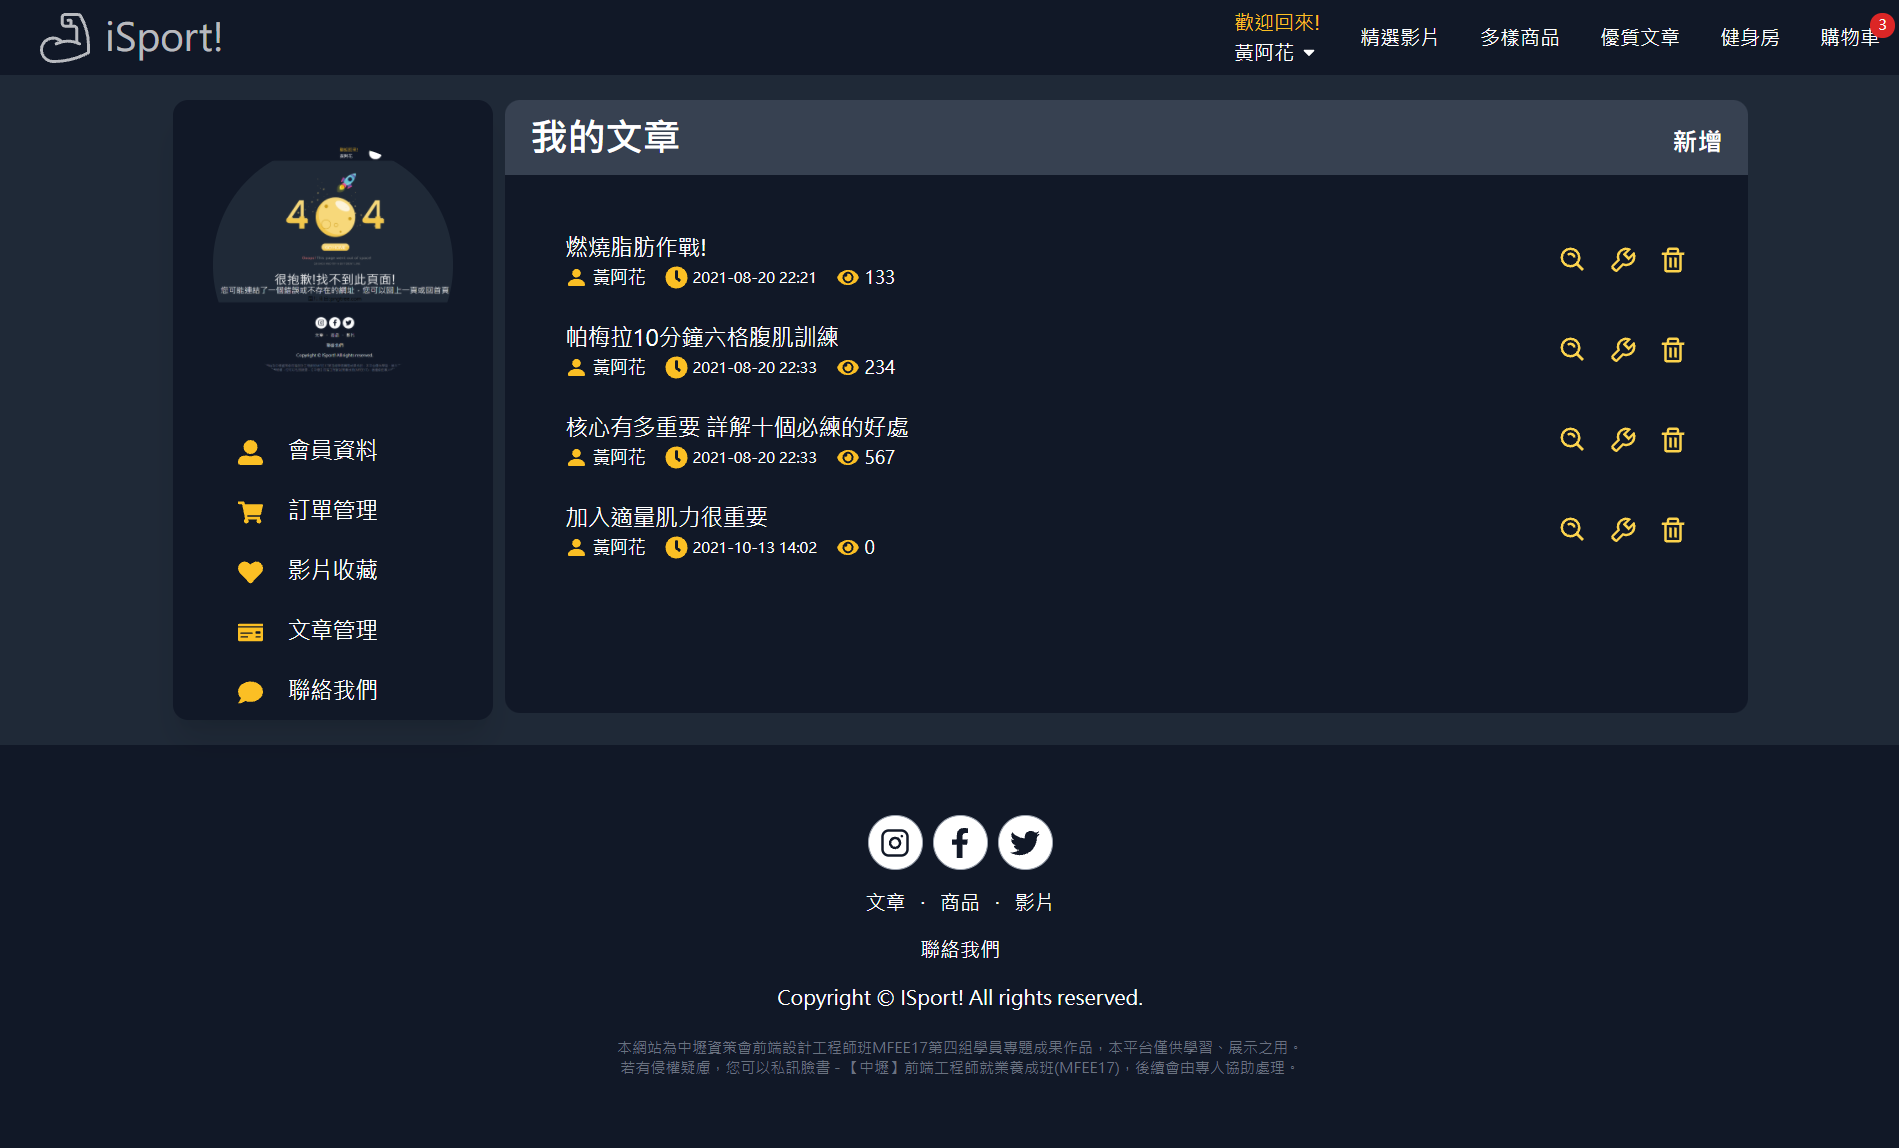 iSport!
歡迎回來!
黃阿花
精選影片
多樣商品
優質文章
健身房
購物車
3
404
很抱歉!找不到此頁面!
您可能連結了一個錯誤或不存在的網址，您可以回上一頁或回首頁
會員資料
訂單管理
影片收藏
文章管理
聯絡我們
我的文章
新增
燃燒脂肪作戰!
黃阿花 2021-08-20 22:21 133
帕梅拉10分鐘六格腹肌訓練
黃阿花 2021-08-20 22:33 234
核心有多重要 詳解十個必練的好處
黃阿花 2021-08-20 22:33 567
加入適量肌力很重要
黃阿花 2021-10-13 14:02 0
文章 · 商品 · 影片
聯絡我們
Copyright © ISport! All rights reserved.
本網站為中壢資策會前端設計工程師班MFEE17第四組學員專題成果作品，本平台僅供學習、展示之用。
若有侵權疑慮，您可以私訊臉書 - 【中壢】前端工程師就業養成班(MFEE17)，後續會由專人協助處理。